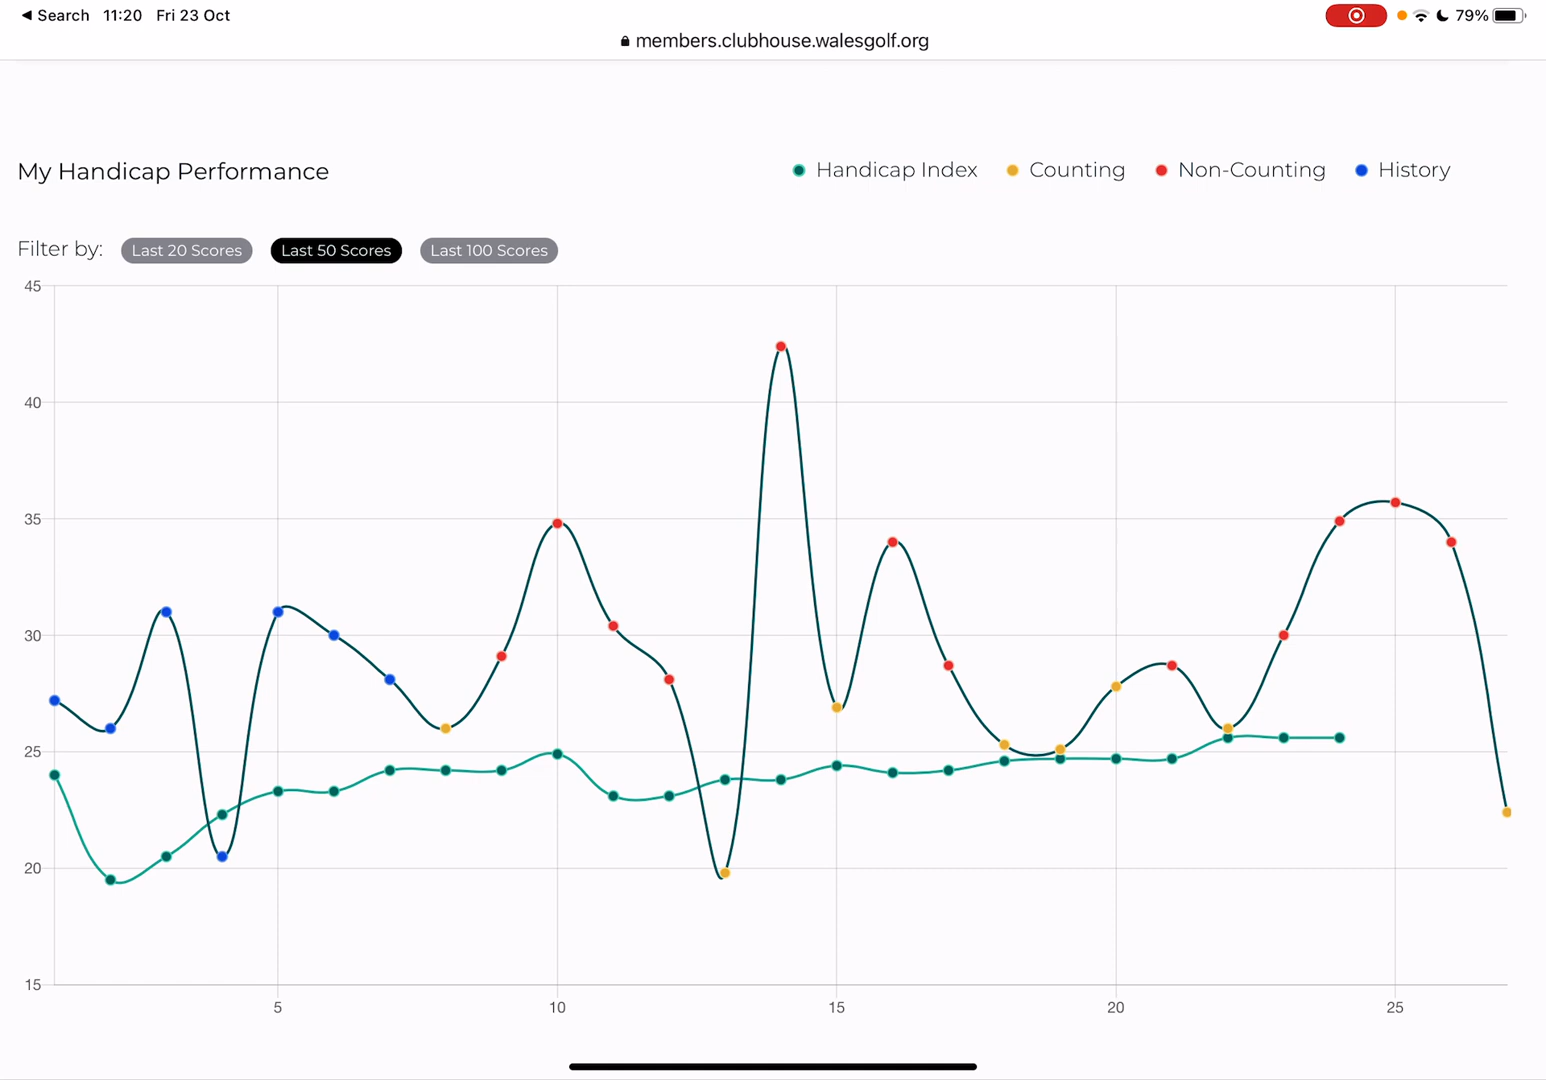 ◀ Search 11:20 Fri 23 Oct 79%
members.clubhouse.walesgolf.org
My Handicap Performance
Handicap Index Counting Non-Counting History
Filter by: Last 20 Scores Last 50 Scores Last 100 Scores
45
40
35
30
25
20
15
5 10 15 20 25